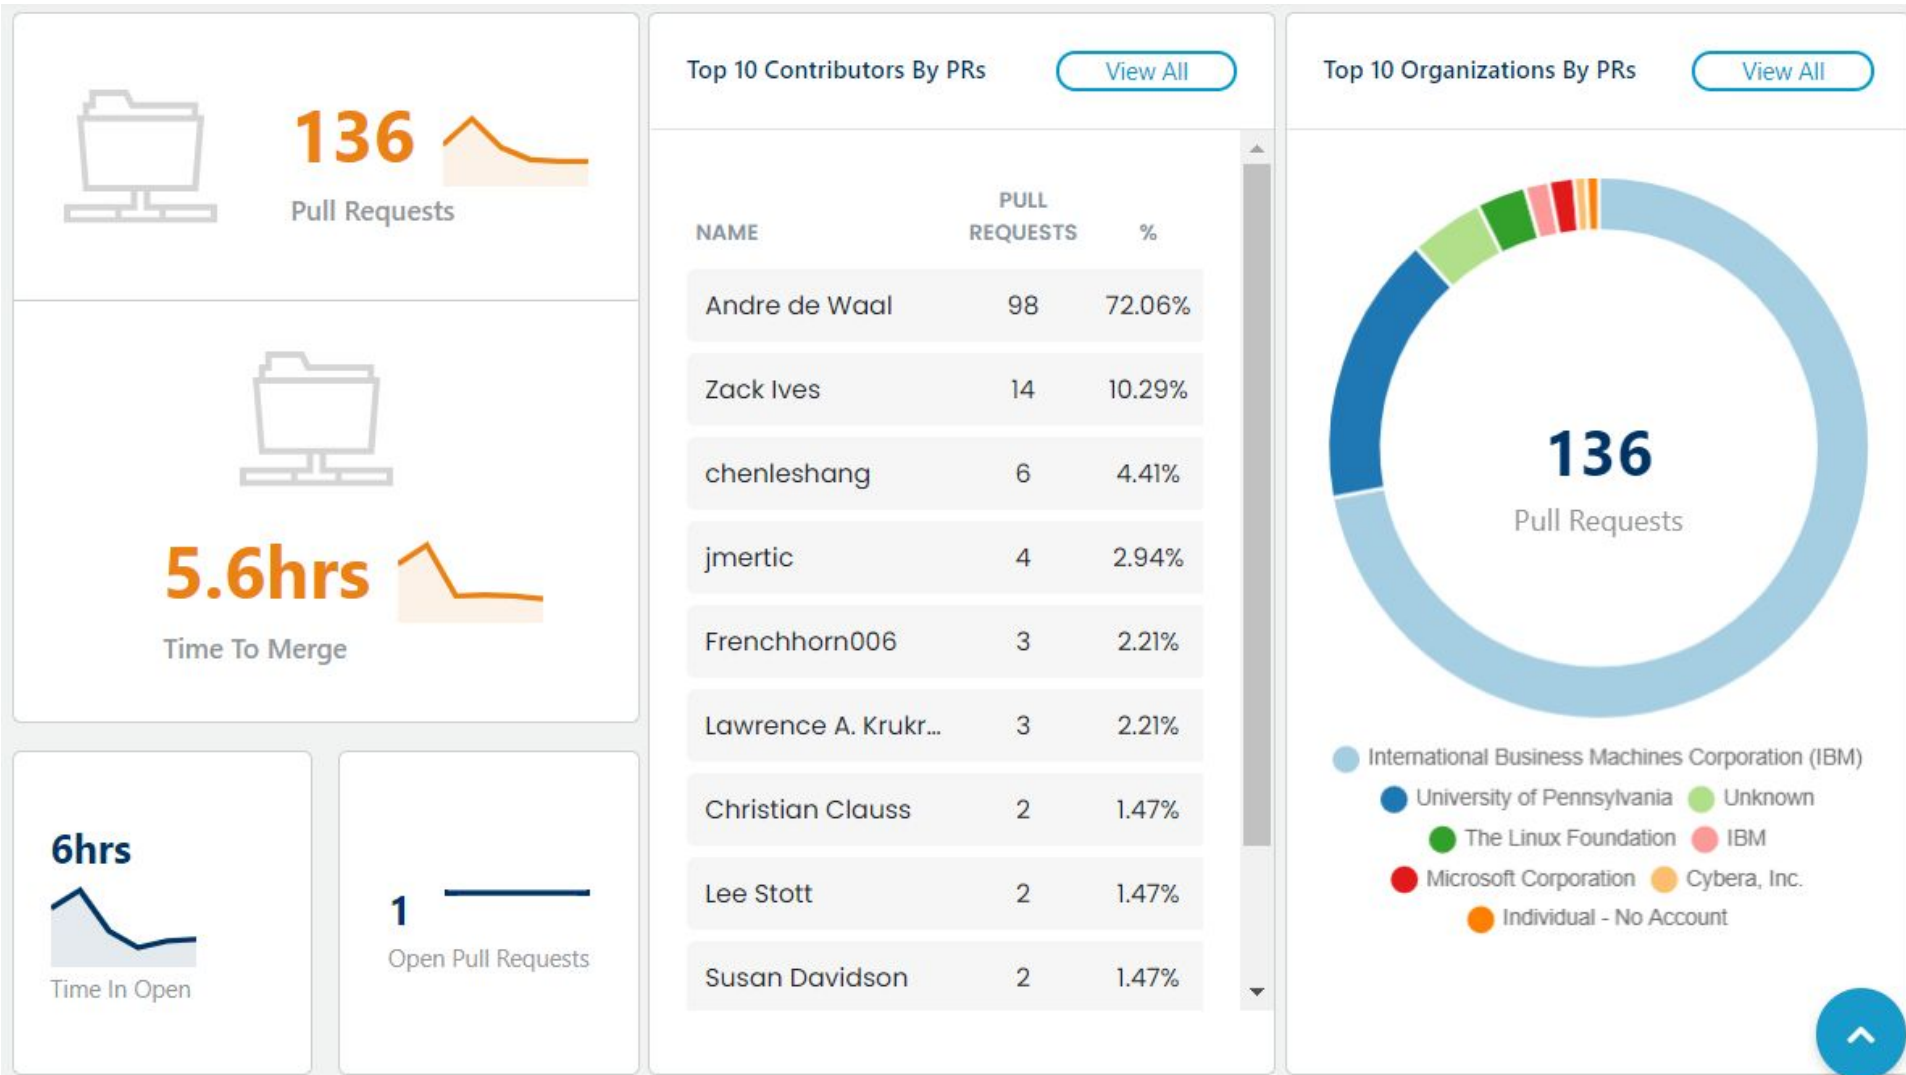 136
Pull Requests
5.6hrs
Time To Merge
6hrs
Time In Open
1
Open Pull Requests
Top 10 Contributors By PRs
View All
NAME PULL REQUESTS %
Andre de Waal 98 72.06%
Zack Ives 14 10.29%
chenleshang 6 4.41%
jmertic 4 2.94%
Frenchhorn006 3 2.21%
Lawrence A. Krukr... 3 2.21%
Christian Clauss 2 1.47%
Lee Stott 2 1.47%
Susan Davidson 2 1.47%
Top 10 Organizations By PRs
View All
136
Pull Requests
International Business Machines Corporation (IBM)
University of Pennsylvania Unknown
The Linux Foundation IBM
Microsoft Corporation Cybera, Inc.
Individual - No Account